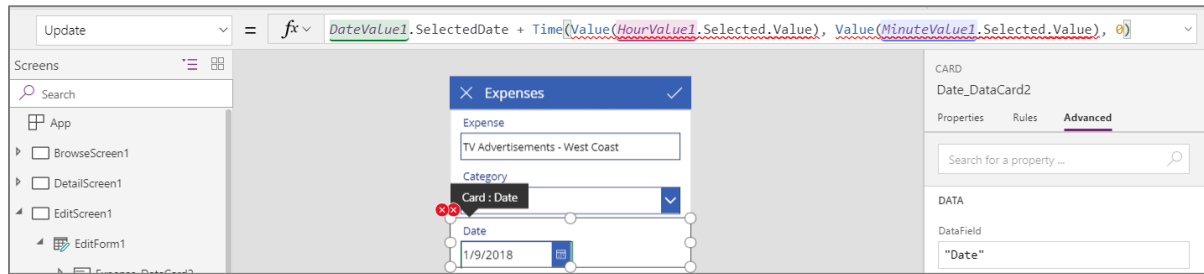 Update = fx DateValue1.SelectedDate + Time(Value(HourValue1.Selected.Value), Value(MinuteValue1.Selected.Value), 0)
Screens
Search
App
BrowseScreen1
DetailScreen1
EditScreen1
EditForm1
Expense_DataCard2
Expenses
Expense
TV Advertisements - West Coast
Category
Card : Date
Date
1/9/2018
CARD
Date_DataCard2
Properties Rules Advanced
Search for a property ...
DATA
DataField
"Date"